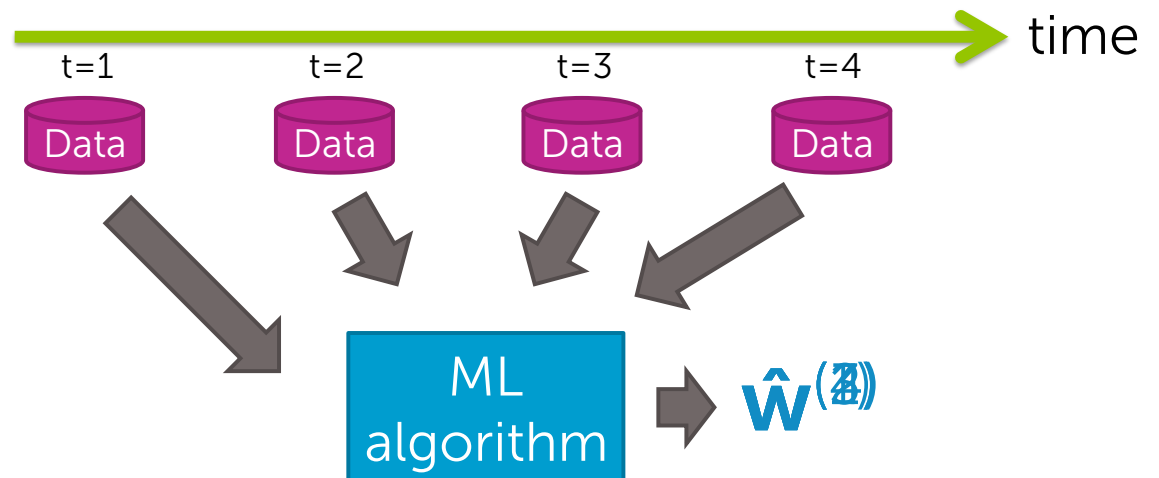 time
t=1 t=2 t=3 t=4
Data Data Data Data
ML
algorithm
ŵ